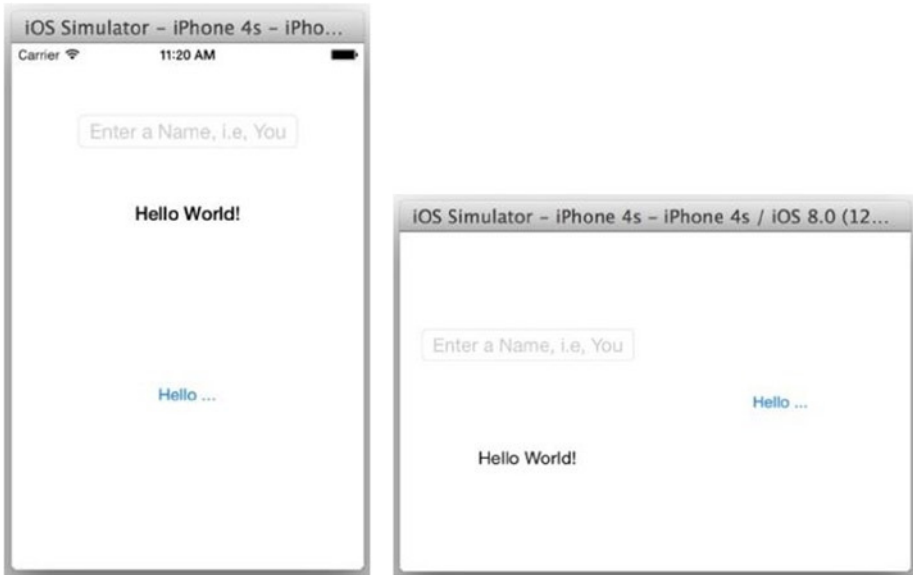 iOS Simulator – iPhone 4s – iPho...
Carrier
11:20 AM
Enter a Name, i.e, You
Hello World!
Hello ...
iOS Simulator – iPhone 4s – iPhone 4s / iOS 8.0 (12...
Enter a Name, i.e, You
Hello ...
Hello World!